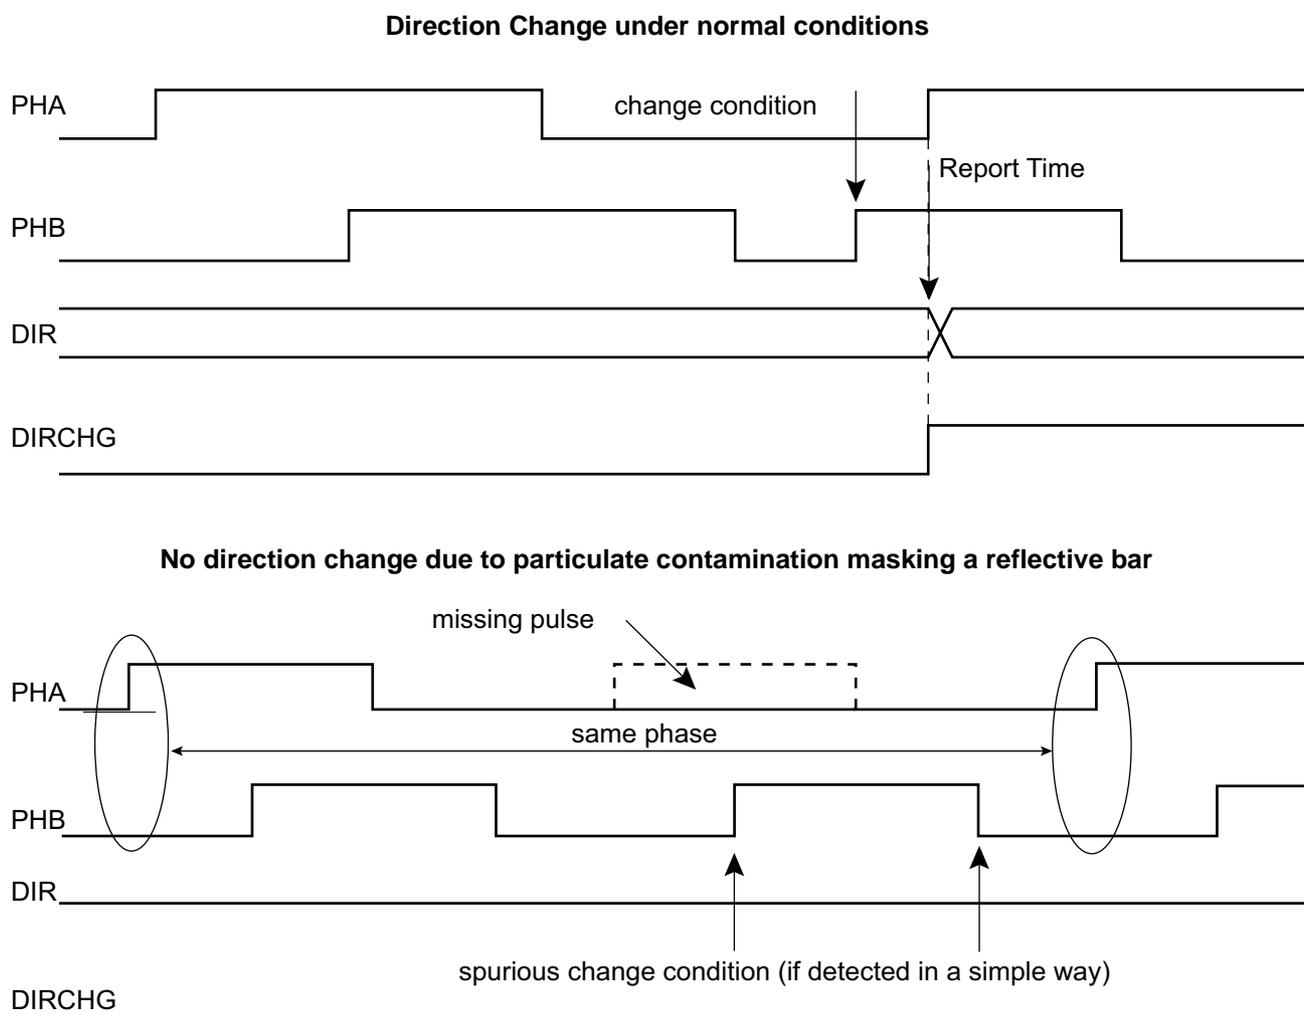 Direction Change under normal conditions
PHA
change condition
Report Time
PHB
DIR
DIRCHG
No direction change due to particulate contamination masking a reflective bar
missing pulse
PHA
same phase
PHB
DIR
spurious change condition (if detected in a simple way)
DIRCHG